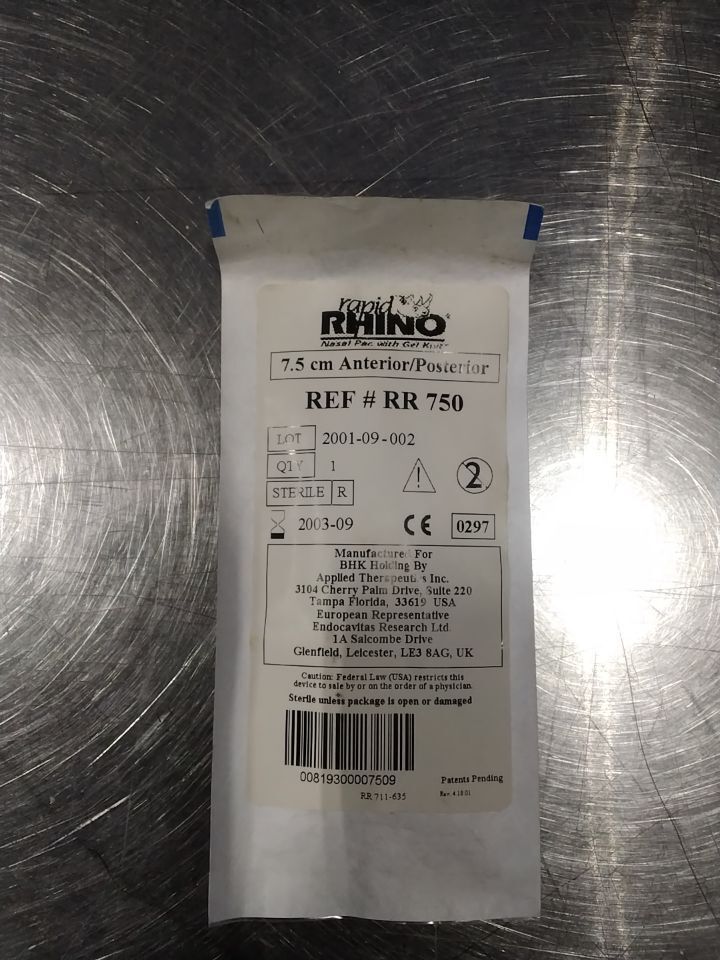 rapid
RHINO
Nasal Pac with Gel Knit
7.5 cm Anterior/Posterior
REF # RR 750
LOT 2001-09-002
QTY 1
STERILE R
2
2003-09
CE 0297
Manufactured For
BHK Holding By
Applied Therapeutics Inc.
3104 Cherry Palm Drive, Suite 220
Tampa Florida, 33619 USA
European Representative
Endocavitas Research Ltd.
1A Salcombe Drive
Glenfield, Leicester, LE3 8AG, UK
Caution: Federal Law (USA) restricts this
device to sale by or on the order of a physician.
Sterile unless package is open or damaged
00819300007509
Patents Pending
RR 711-635
Rev. 4.18.01